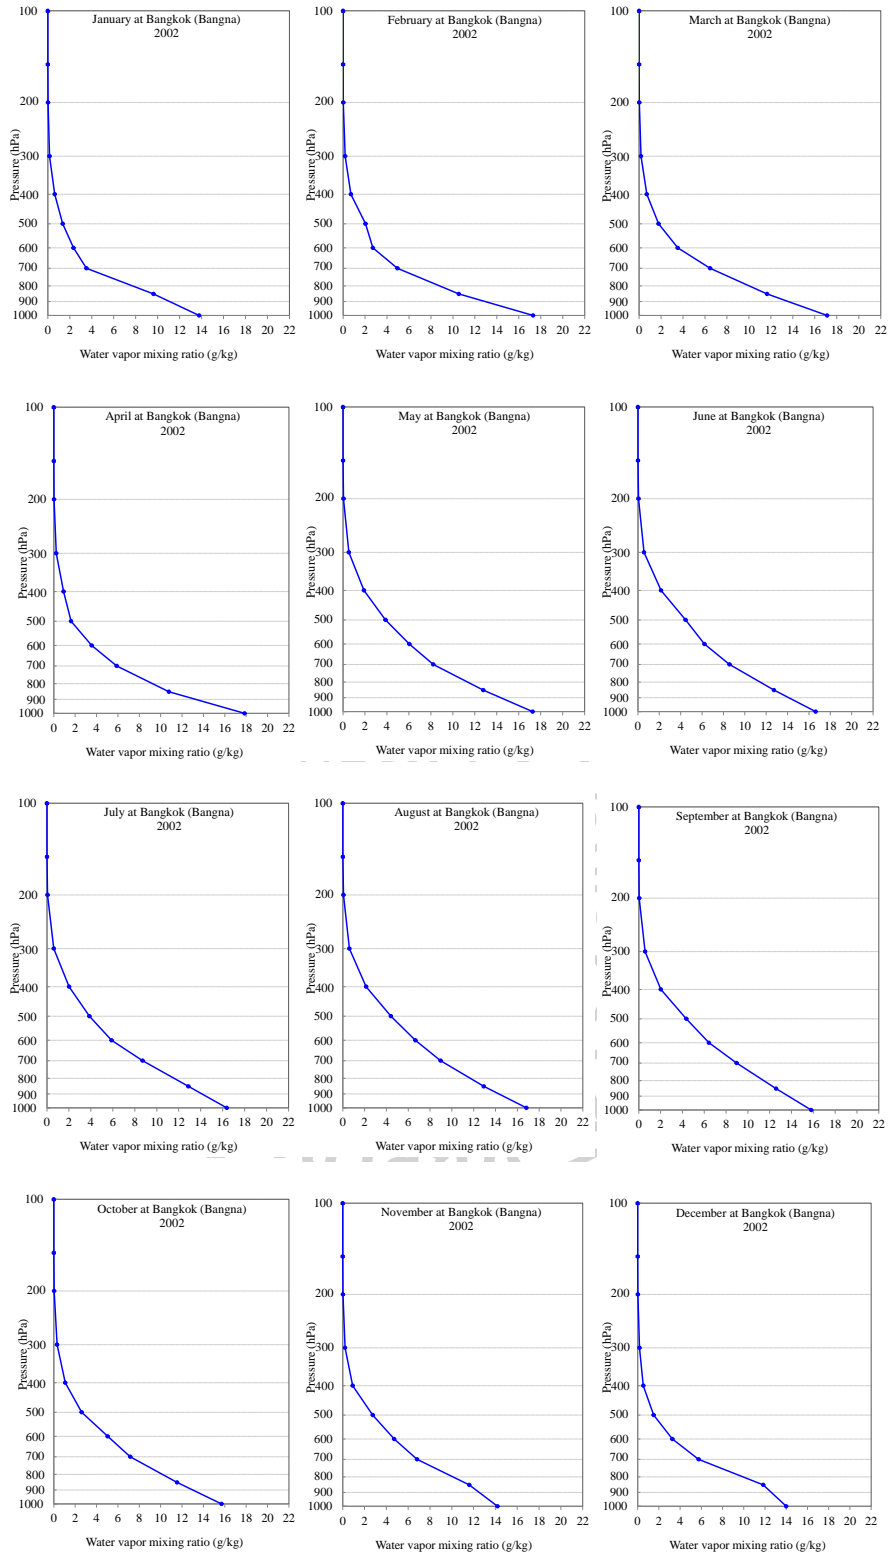 January at Bangkok (Bangna)
2002
Pressure (hPa)
100
200
300
400
500
600
700
800
900
1000
0 2 4 6 8 10 12 14 16 18 20 22
Water vapor mixing ratio (g/kg)
February at Bangkok (Bangna)
2002
Pressure (hPa)
100
200
300
400
500
600
700
800
900
1000
0 2 4 6 8 10 12 14 16 18 20 22
Water vapor mixing ratio (g/kg)
March at Bangkok (Bangna)
2002
Pressure (hPa)
100
200
300
400
500
600
700
800
900
1000
0 2 4 6 8 10 12 14 16 18 20 22
Water vapor mixing ratio (g/kg)
April at Bangkok (Bangna)
2002
Pressure (hPa)
100
200
300
400
500
600
700
800
900
1000
0 2 4 6 8 10 12 14 16 18 20 22
Water vapor mixing ratio (g/kg)
May at Bangkok (Bangna)
2002
Pressure (hPa)
100
200
300
400
500
600
700
800
900
1000
0 2 4 6 8 10 12 14 16 18 20 22
Water vapor mixing ratio (g/kg)
June at Bangkok (Bangna)
2002
Pressure (hPa)
100
200
300
400
500
600
700
800
900
1000
0 2 4 6 8 10 12 14 16 18 20 22
Water vapor mixing ratio (g/kg)
July at Bangkok (Bangna)
2002
Pressure (hPa)
100
200
300
400
500
600
700
800
900
1000
0 2 4 6 8 10 12 14 16 18 20 22
Water vapor mixing ratio (g/kg)
August at Bangkok (Bangna)
2002
Pressure (hPa)
100
200
300
400
500
600
700
800
900
1000
0 2 4 6 8 10 12 14 16 18 20 22
Water vapor mixing ratio (g/kg)
September at Bangkok (Bangna)
2002
Pressure (hPa)
100
200
300
400
500
600
700
800
900
1000
0 2 4 6 8 10 12 14 16 18 20 22
Water vapor mixing ratio (g/kg)
October at Bangkok (Bangna)
2002
Pressure (hPa)
100
200
300
400
500
600
700
800
900
1000
0 2 4 6 8 10 12 14 16 18 20 22
Water vapor mixing ratio (g/kg)
November at Bangkok (Bangna)
2002
Pressure (hPa)
100
200
300
400
500
600
700
800
900
1000
0 2 4 6 8 10 12 14 16 18 20 22
Water vapor mixing ratio (g/kg)
December at Bangkok (Bangna)
2002
Pressure (hPa)
100
200
300
400
500
600
700
800
900
1000
0 2 4 6 8 10 12 14 16 18 20 22
Water vapor mixing ratio (g/kg)